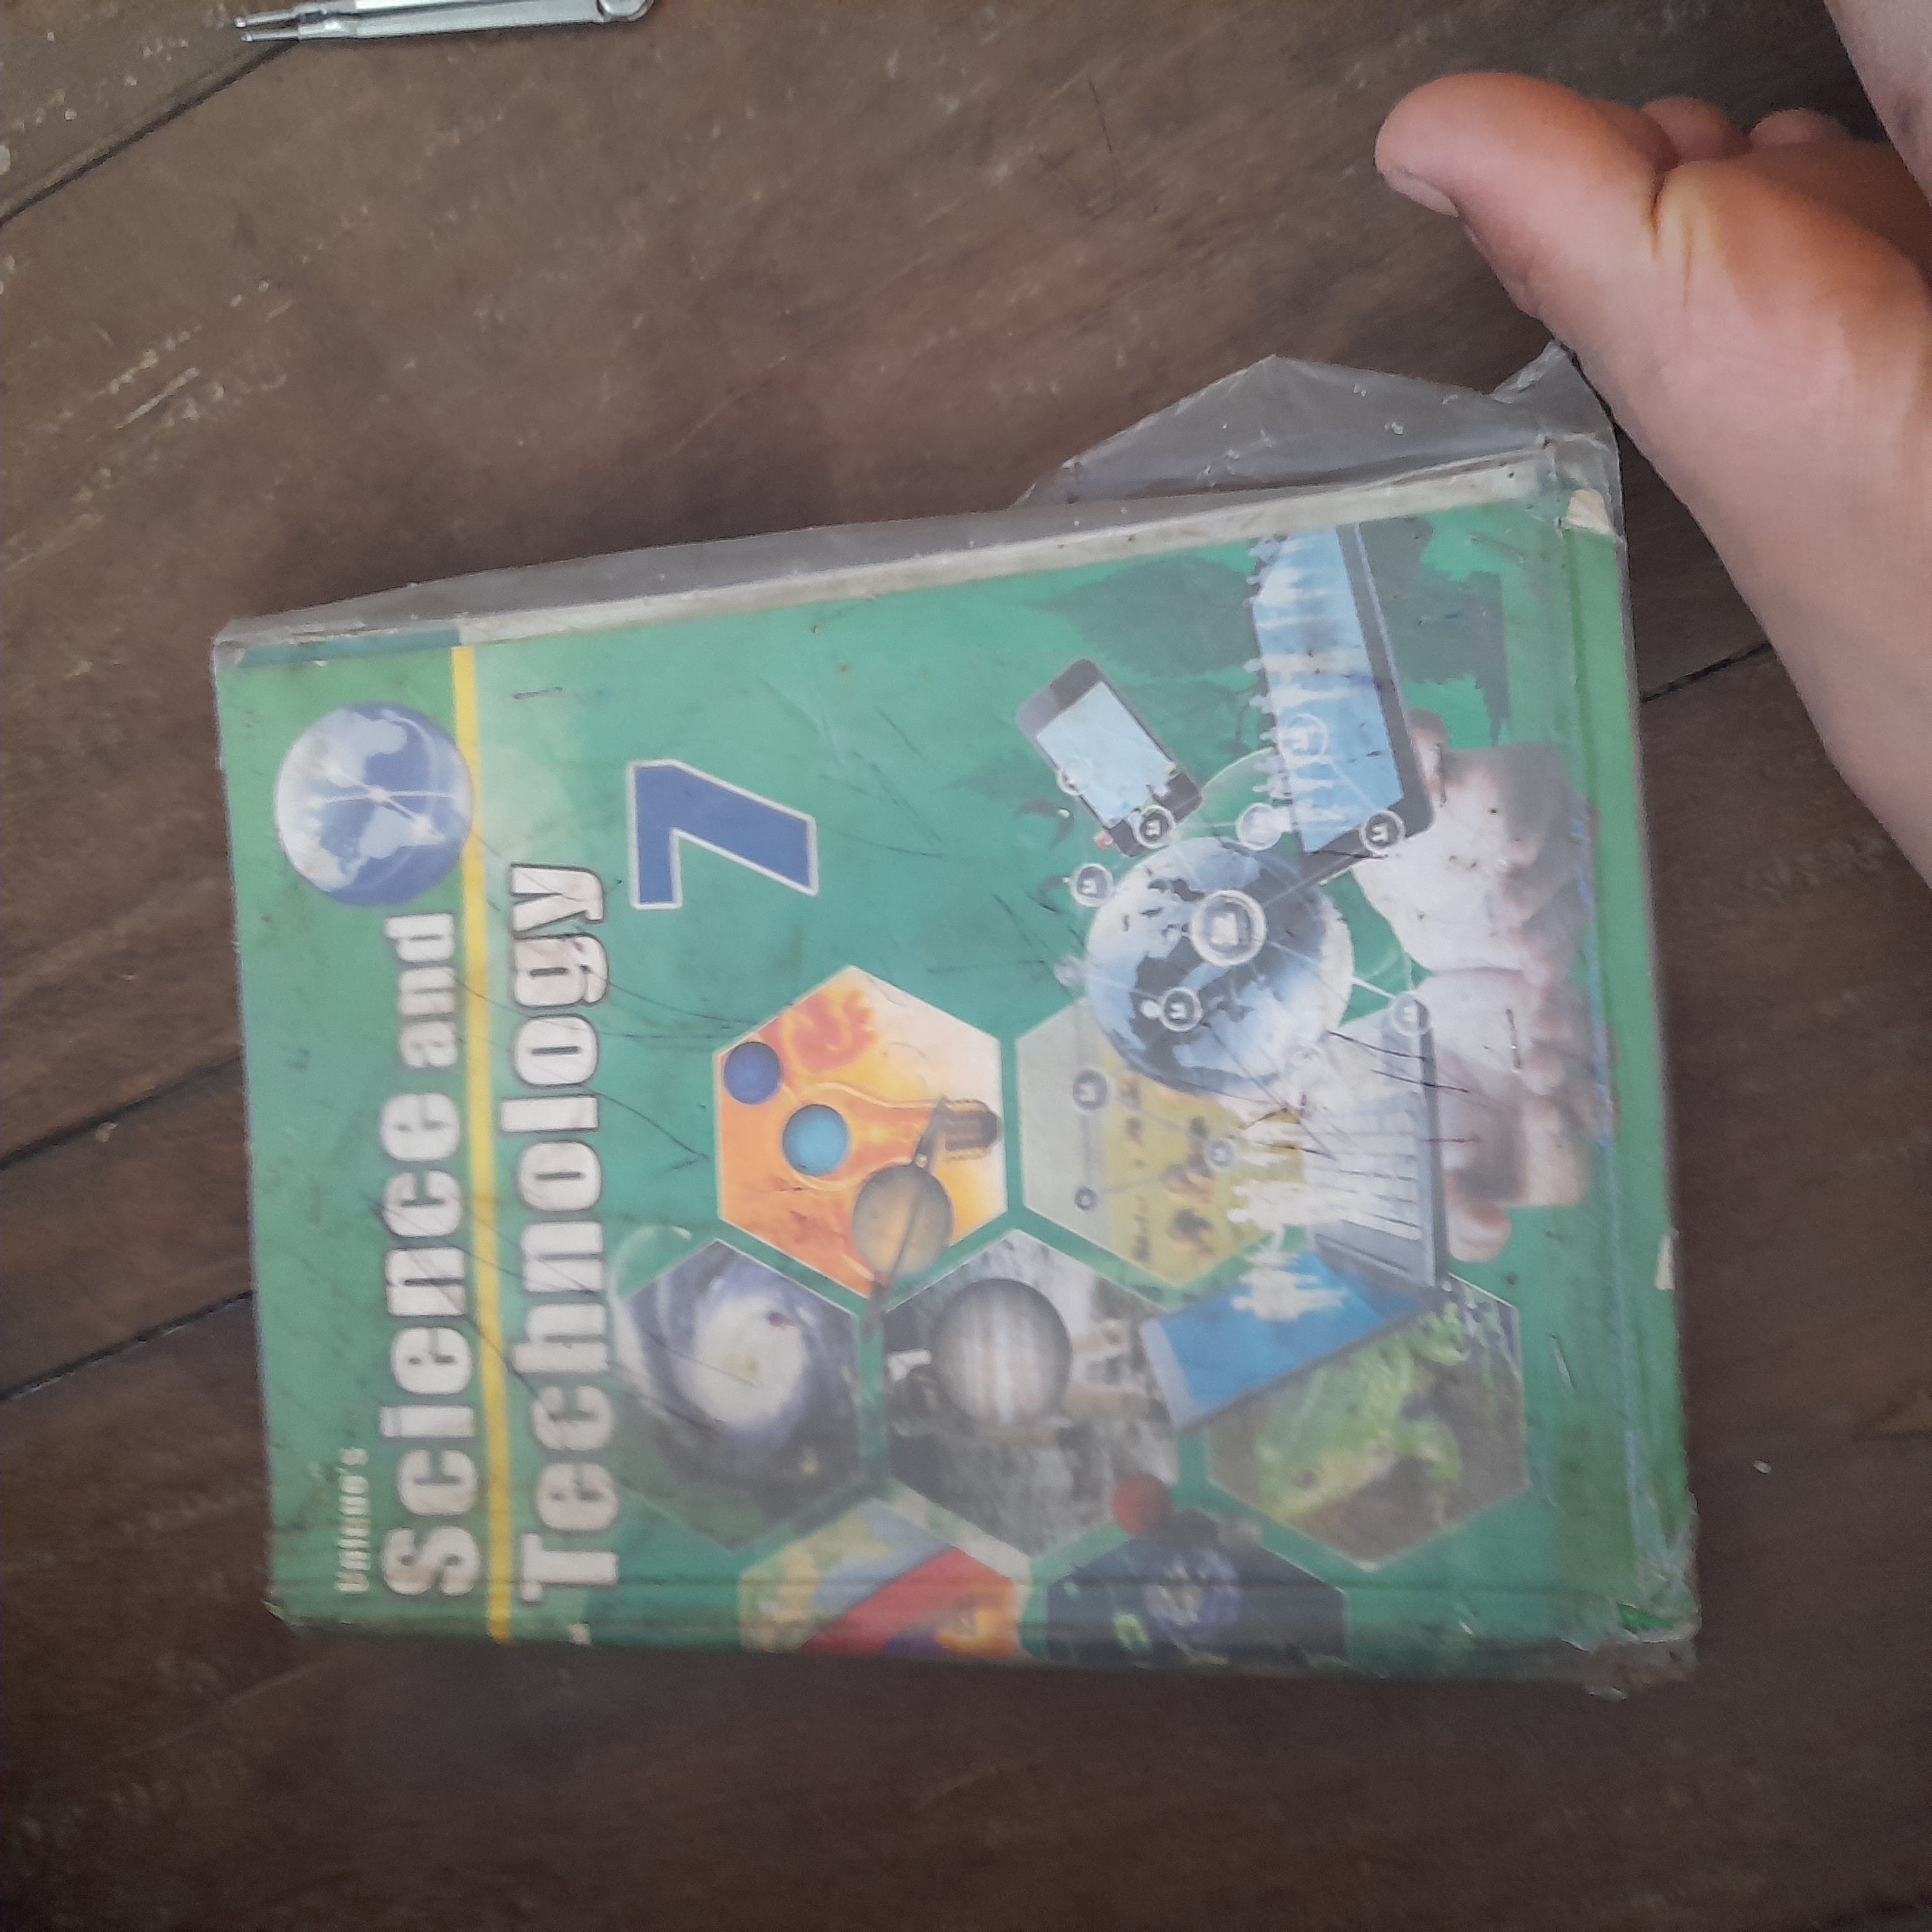 Science and
Technology
7